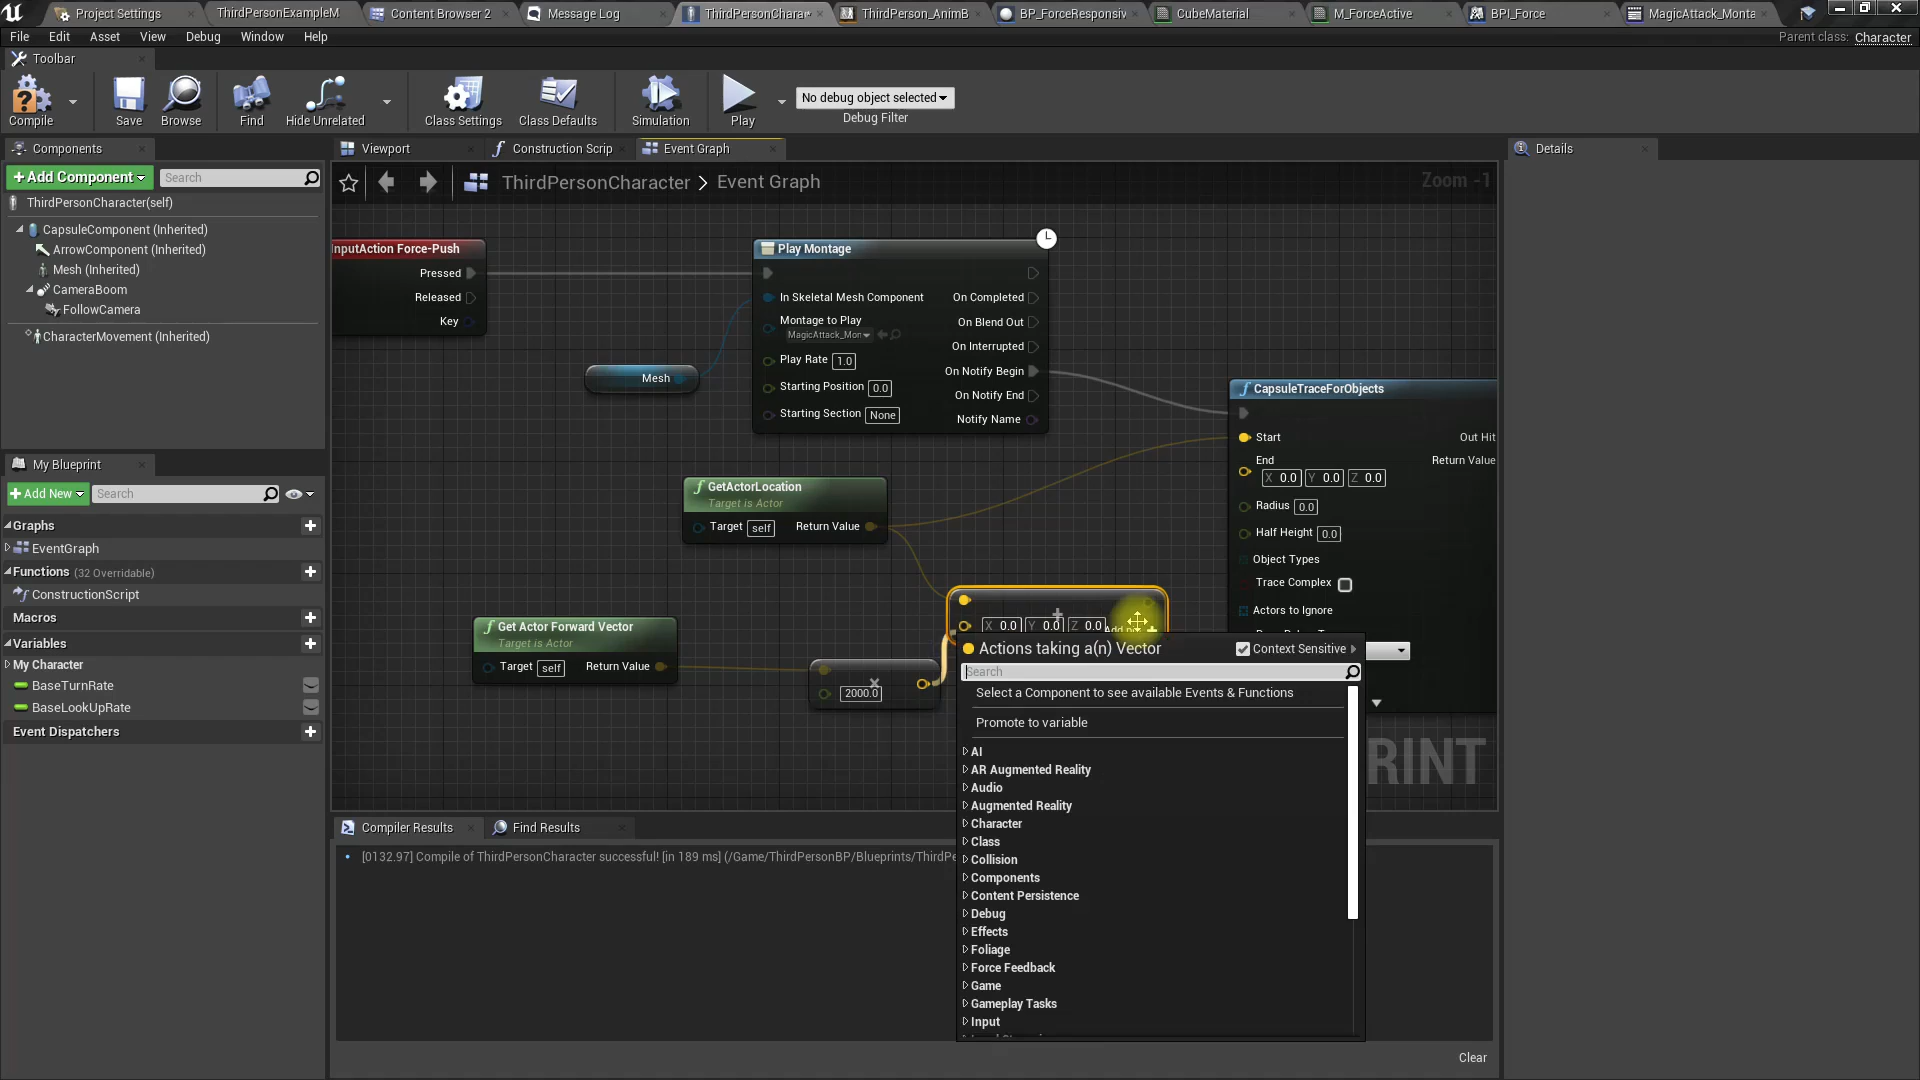 Project Settings
ThirdPersonExampleM
Content Browser 2
Message Log
ThirdPersonChara
ThirdPerson_AnimB
BP_ForceResponsiv
CubeMaterial
M_ForceActive
BPI_Force
MagicAttack_Monta
File Edit Asset View Debug Window Help
Parent class: Character
Toolbar
Compile
Save
Browse
Find
Hide Unrelated
Class Settings
Class Defaults
Simulation
Play
No debug object selected
Debug Filter
Components
+Add Component
Search
ThirdPersonCharacter(self)
CapsuleComponent (Inherited)
ArrowComponent (Inherited)
Mesh (Inherited)
CameraBoom
FollowCamera
CharacterMovement (Inherited)
My Blueprint
+Add New
Search
Graphs
EventGraph
Functions (32 Overridable)
ConstructionScript
Macros
Variables
My Character
BaseTurnRate
BaseLookUpRate
Event Dispatchers
Viewport
Construction Scrip
Event Graph
ThirdPersonCharacter > Event Graph
Zoom -1
InputAction Force-Push
Pressed
Released
Key
Mesh
Play Montage
In Skeletal Mesh Component
Montage to Play
MagicAttack_Mon
Play Rate 1.0
Starting Position 0.0
Starting Section None
On Completed
On Blend Out
On Interrupted
On Notify Begin
On Notify End
Notify Name
GetActorLocation
Target is Actor
Target self Return Value
Get Actor Forward Vector
Target is Actor
Target self Return Value
2000.0
X 0.0 Y 0.0 Z 0.0
CapsuleTraceForObjects
Start
Out Hit
End
Return Value
X 0.0 Y 0.0 Z 0.0
Radius 0.0
Half Height 0.0
Object Types
Trace Complex
Actors to Ignore
Actions taking a(n) Vector
Context Sensitive
Search
Select a Component to see available Events & Functions
Promote to variable
AI
AR Augmented Reality
Audio
Augmented Reality
Character
Class
Collision
Components
Content Persistence
Debug
Effects
Foliage
Force Feedback
Game
Gameplay Tasks
Input
RINT
Compiler Results
Find Results
[0132.97] Compile of ThirdPersonCharacter successful! [in 189 ms] (/Game/ThirdPersonBP/Blueprints/ThirdPe
Clear
Details